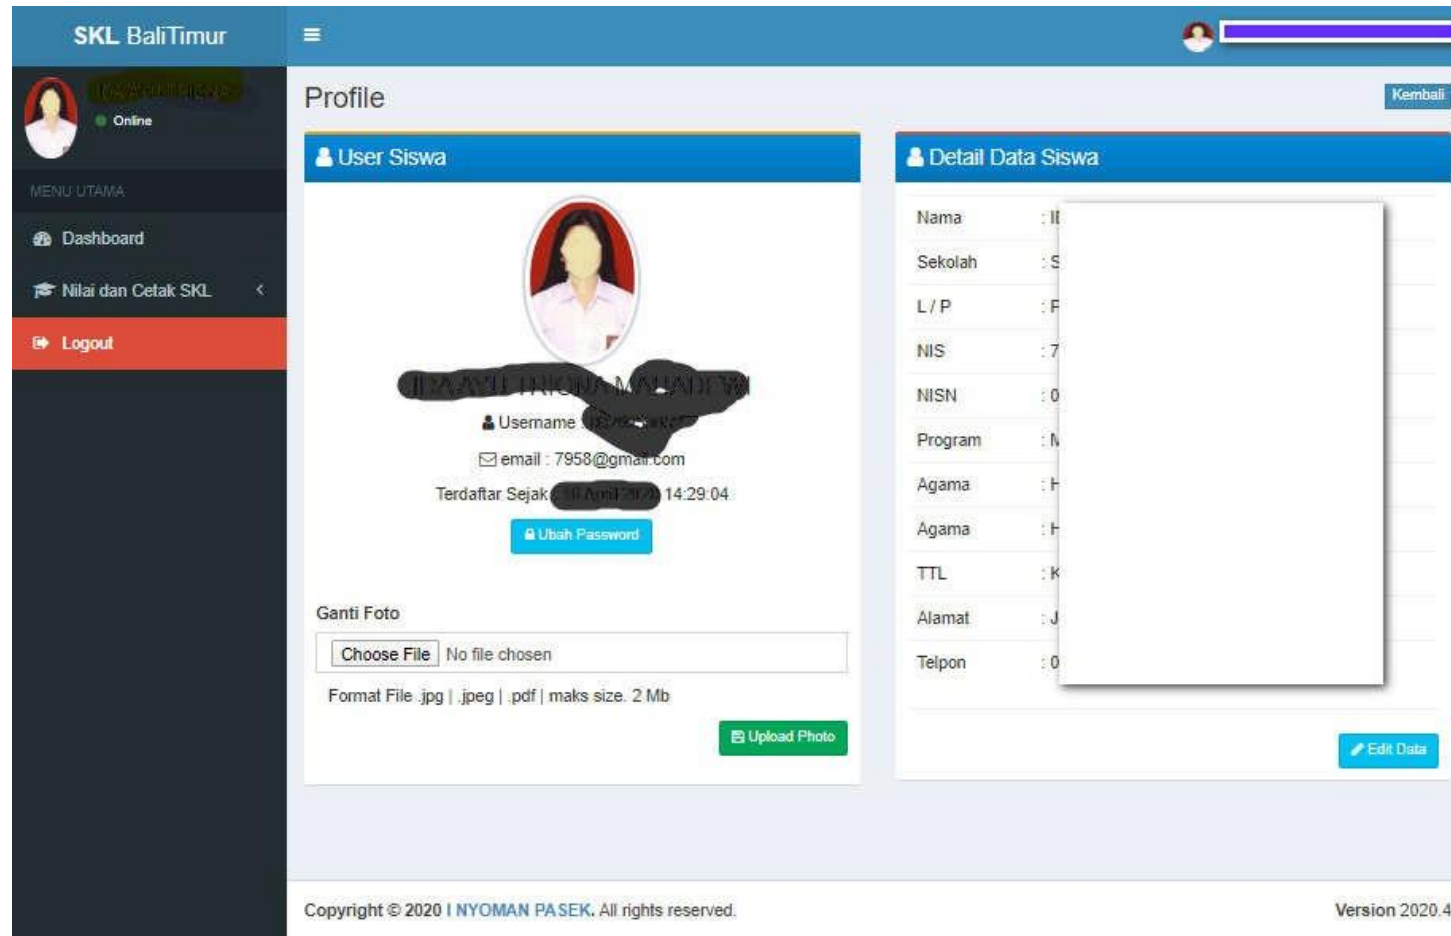 SKL BaliTimur
Online
MENU UTAMA
Dashboard
Nilai dan Cetak SKL
Logout
Profile
Kembali
User Siswa
Username :
email : 7958@gmail.com
Terdaftar Sejak 14:29:04
Ubah Password
Ganti Foto
Choose File No file chosen
Format File .jpg | .jpeg | .pdf | maks size. 2 Mb
Upload Photo
Detail Data Siswa
Nama :
Sekolah : S
L / P : P
NIS : 7
NISN : 0
Program : M
Agama : H
Agama : H
TTL : K
Alamat : J
Telpon : 0
Edit Data
Copyright © 2020 I NYOMAN PASEK. All rights reserved.
Version 2020.4